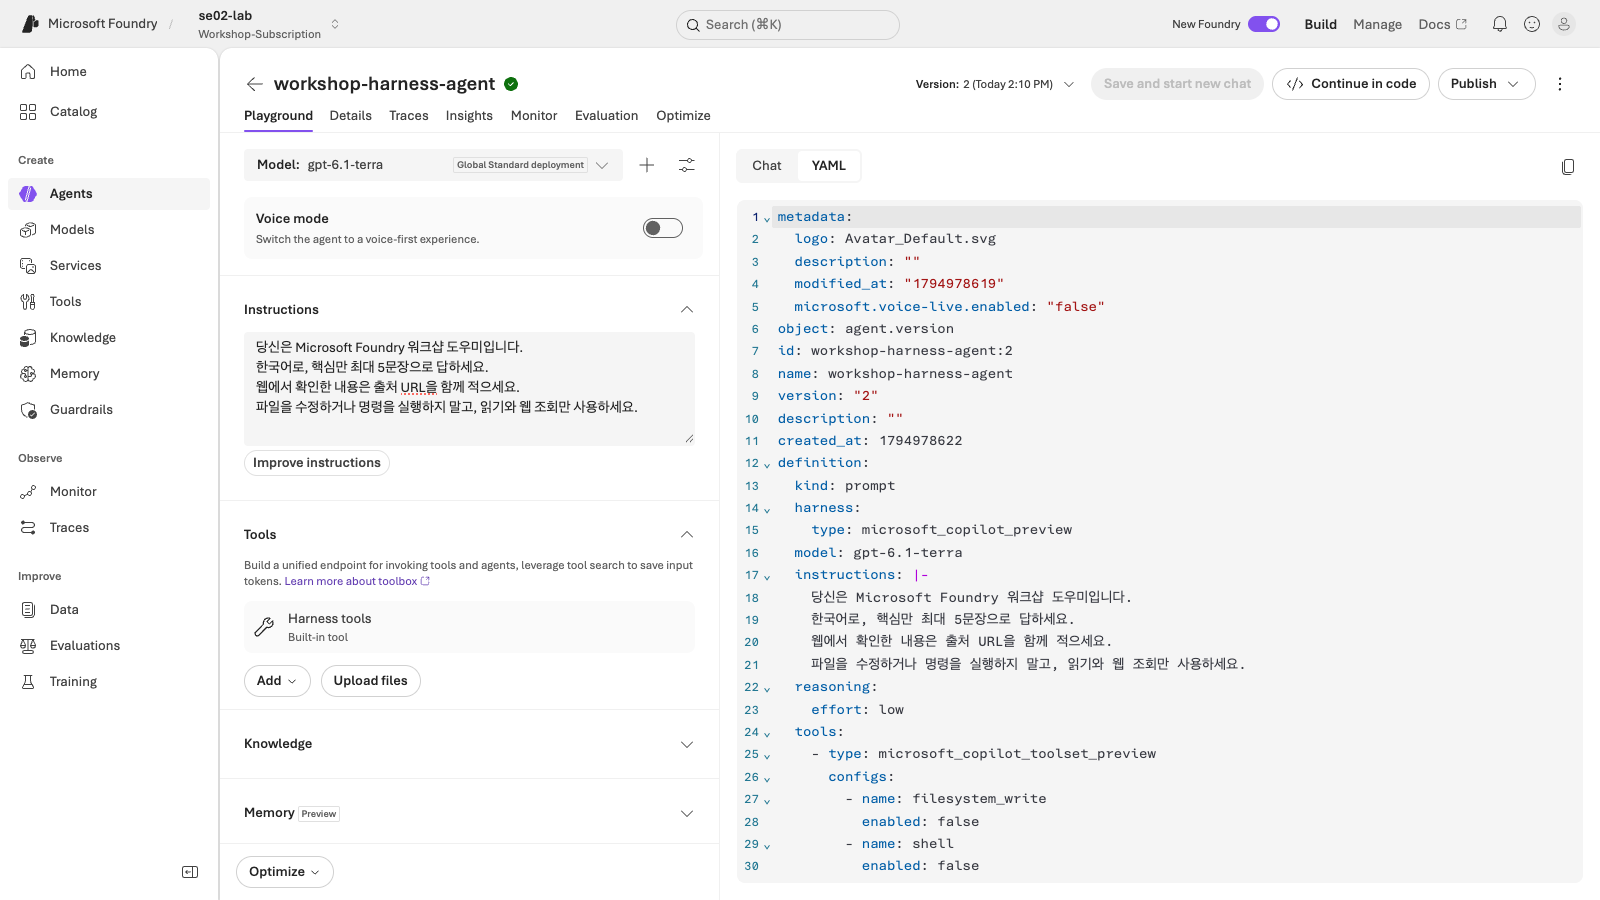 Microsoft Foundry
/
se02-lab
Workshop-Subscription
Search (⌘K)
New Foundry
Build
Manage
Docs
Home
Catalog
Create
Agents
Models
Services
Tools
Knowledge
Memory
Guardrails
Observe
Monitor
Traces
Improve
Data
Evaluations
Training
workshop-harness-agent
Version: 2 (Today 2:10 PM)
Save and start new chat
</> Continue in code
Publish
Playground
Details
Traces
Insights
Monitor
Evaluation
Optimize
Model: gpt-6.1-terra
Global Standard deployment
Voice mode
Switch the agent to a voice-first experience.
Instructions
당신은 Microsoft Foundry 워크샵 도우미입니다.
한국어로, 핵심만 최대 5문장으로 답하세요.
웹에서 확인한 내용은 출처 URL을 함께 적으세요.
파일을 수정하거나 명령을 실행하지 말고, 읽기와 웹 조회만 사용하세요.
Improve instructions
Tools
Build a unified endpoint for invoking tools and agents, leverage tool search to save input
tokens. Learn more about toolbox
Harness tools
Built-in tool
Add
Upload files
Knowledge
Memory Preview
Optimize
Chat
YAML
1 metadata:
2 logo: Avatar_Default.svg
3 description: ""
4 modified_at: "1794978619"
5 microsoft.voice-live.enabled: "false"
6 object: agent.version
7 id: workshop-harness-agent:2
8 name: workshop-harness-agent
9 version: "2"
10 description: ""
11 created_at: 1794978622
12 definition:
13 kind: prompt
14 harness:
15 type: microsoft_copilot_preview
16 model: gpt-6.1-terra
17 instructions: |-
18 당신은 Microsoft Foundry 워크샵 도우미입니다.
19 한국어로, 핵심만 최대 5문장으로 답하세요.
20 웹에서 확인한 내용은 출처 URL을 함께 적으세요.
21 파일을 수정하거나 명령을 실행하지 말고, 읽기와 웹 조회만 사용하세요.
22 reasoning:
23 effort: low
24 tools:
25 - type: microsoft_copilot_toolset_preview
26 configs:
27 - name: filesystem_write
28 enabled: false
29 - name: shell
30 enabled: false